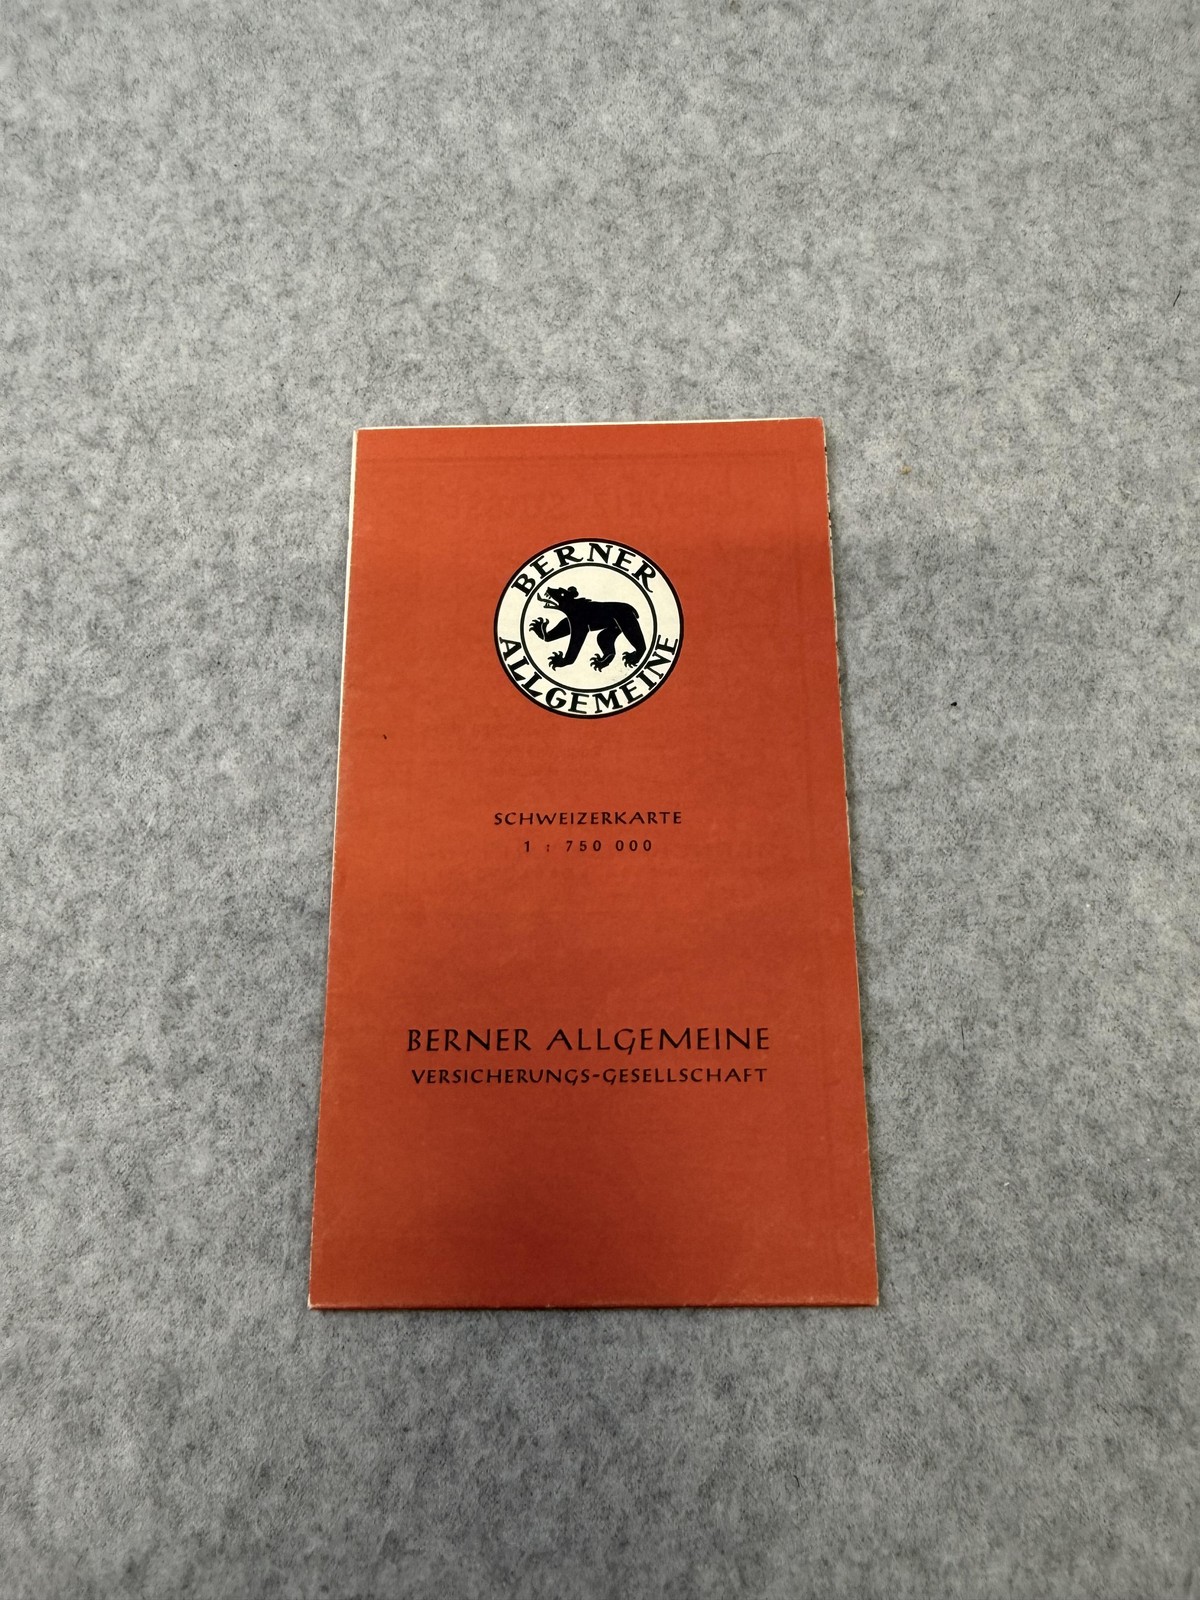 BERNER
ALLGEMEINE
SCHWEIZERKARTE
1 : 750 000
BERNER ALLGEMEINE
VERSICHERUNGS-GESELLSCHAFT